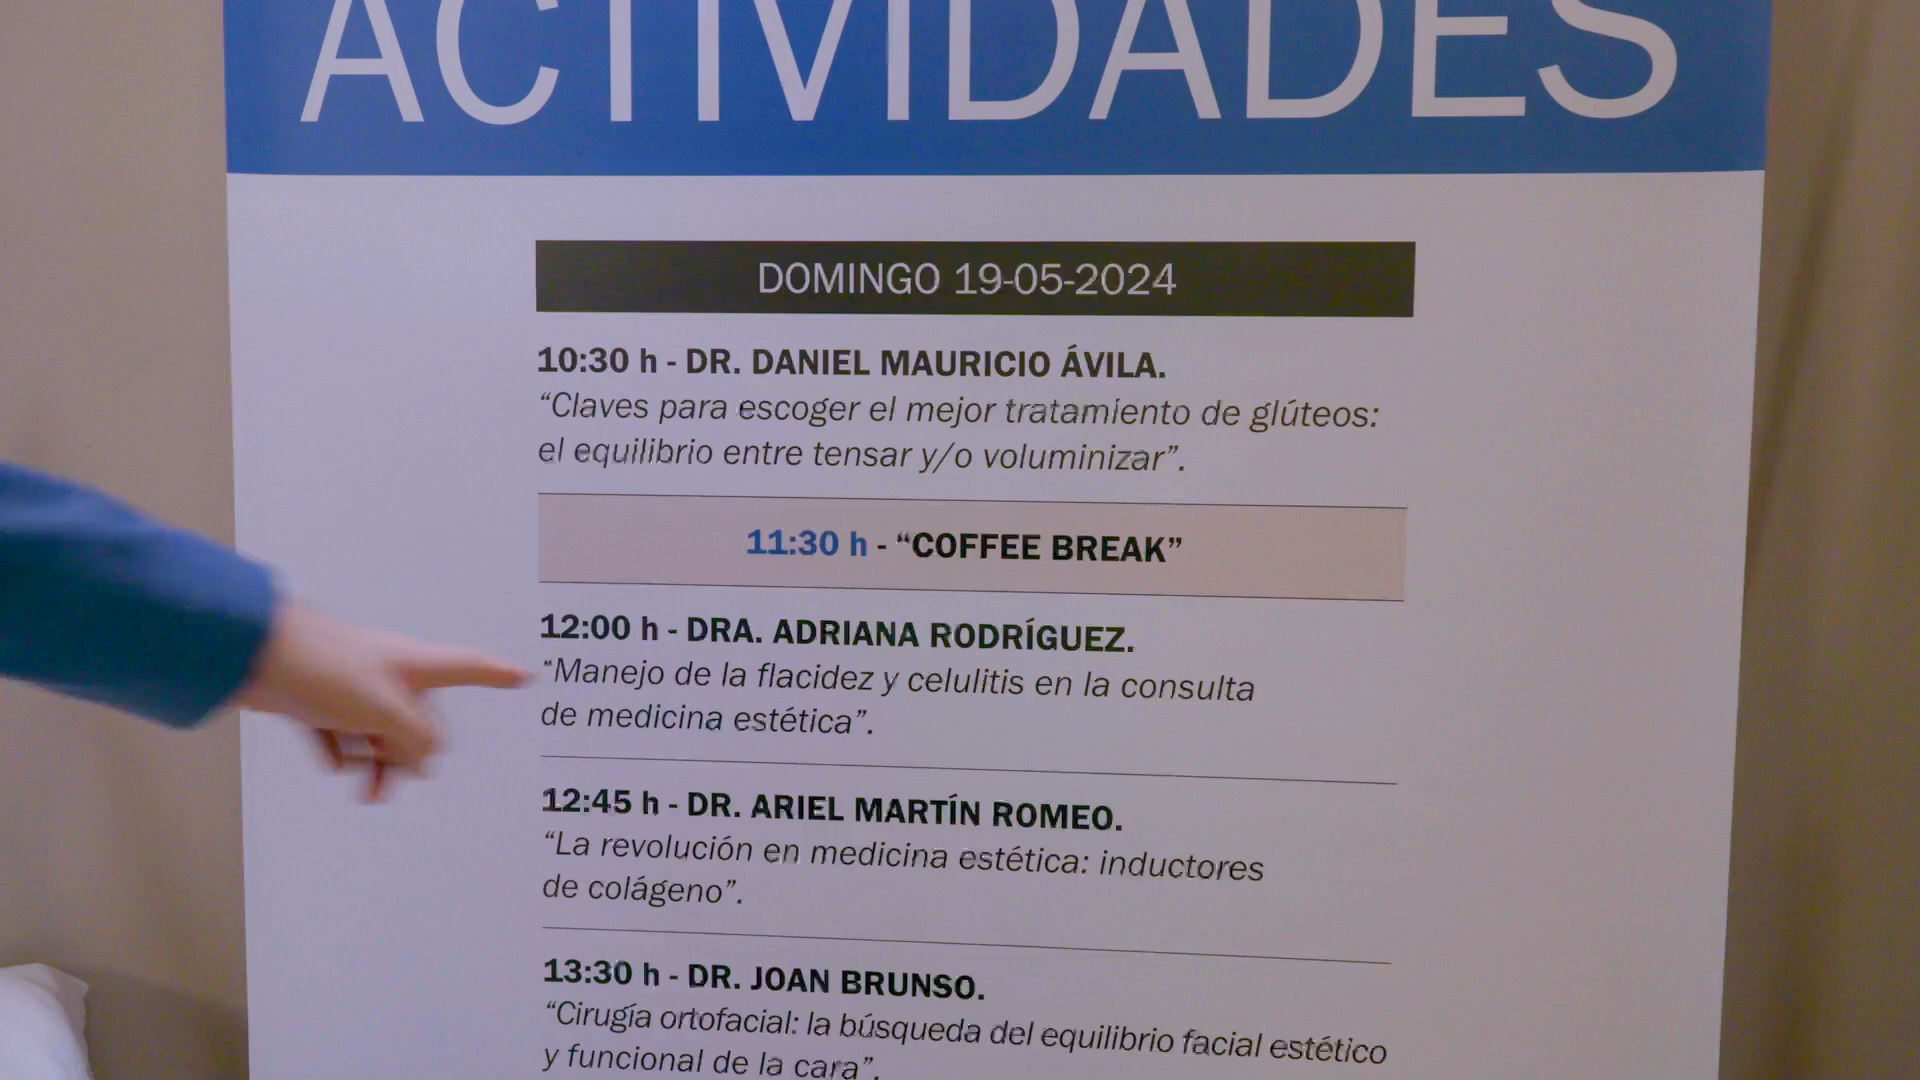 ACTIVIDADES
DOMINGO 19-05-2024
10:30 h - DR. DANIEL MAURICIO ÁVILA.
“Claves para escoger el mejor tratamiento de glúteos:
el equilibrio entre tensar y/o voluminizar”.
11:30 h - “COFFEE BREAK”
12:00 h - DRA. ADRIANA RODRÍGUEZ.
“Manejo de la flacidez y celulitis en la consulta
de medicina estética”.
12:45 h - DR. ARIEL MARTÍN ROMEO.
“La revolución en medicina estética: inductores
de colágeno”.
13:30 h - DR. JOAN BRUNSO.
“Cirugía ortofacial: la búsqueda del equilibrio facial estético
y funcional de la cara”.